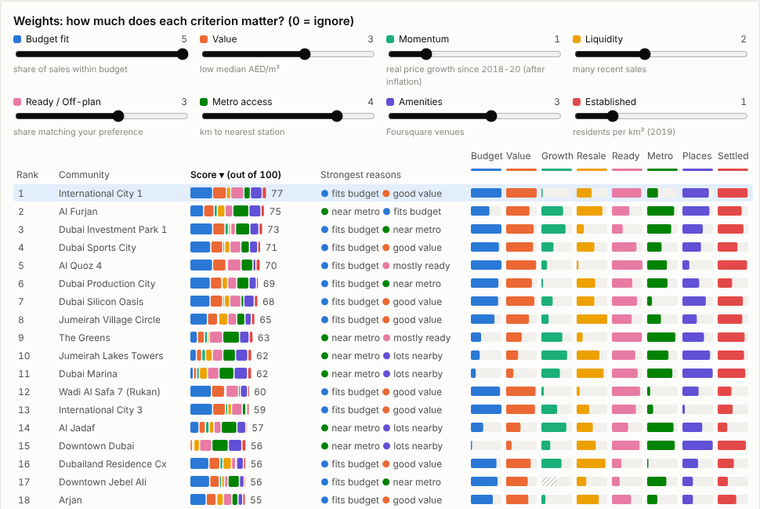 Weights: how much does each criterion matter? (0 = ignore)
Budget fit 5 Value 3 Momentum 1 Liquidity 2
share of sales within budget low median AED/m² real price growth since 2018-20 (after inflation) many recent sales
Ready / Off-plan 3 Metro access 4 Amenities 3 Established 1
share matching your preference km to nearest station Foursquare venues residents per km² (2019)
Rank Community Score ▾ (out of 100) Strongest reasons Budget Value Growth Resale Ready Metro Places Settled
1 International City 1 77 fits budget good value
2 Al Furjan 75 near metro fits budget
3 Dubai Investment Park 1 73 fits budget near metro
4 Dubai Sports City 71 fits budget good value
5 Al Quoz 4 70 fits budget mostly ready
6 Dubai Production City 69 fits budget near metro
7 Dubai Silicon Oasis 68 fits budget good value
8 Jumeirah Village Circle 65 fits budget good value
9 The Greens 63 near metro mostly ready
10 Jumeirah Lakes Towers 62 near metro lots nearby
11 Dubai Marina 62 near metro lots nearby
12 Wadi Al Safa 7 (Rukan) 60 fits budget good value
13 International City 3 59 fits budget good value
14 Al Jadaf 57 near metro lots nearby
15 Downtown Dubai 56 near metro lots nearby
16 Dubailand Residence Cx 56 fits budget good value
17 Downtown Jebel Ali 56 fits budget near metro
18 Arjan 55 fits budget good value